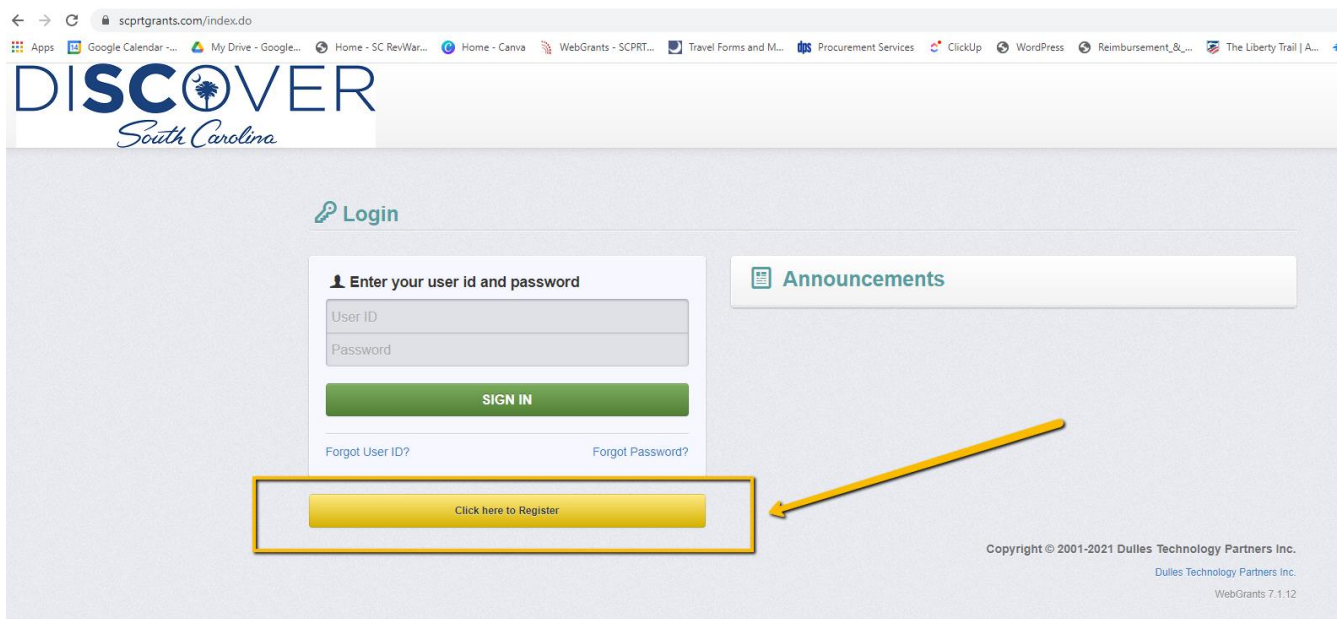 scprtgrants.com/index.do
Apps 14 Google Calendar -... My Drive - Google... Home - SC RevWar... Home - Canva WebGrants - SCPRT... Travel Forms and M... dps Procurement Services ClickUp WordPress Reimbursement_&_... The Liberty Trail | A...
DISCOVER
South Carolina
Login
Enter your user id and password
User ID
Password
SIGN IN
Forgot User ID? Forgot Password?
Click here to Register
Announcements
Copyright © 2001-2021 Dulles Technology Partners Inc.
Dulles Technology Partners Inc.
WebGrants 7.1.12